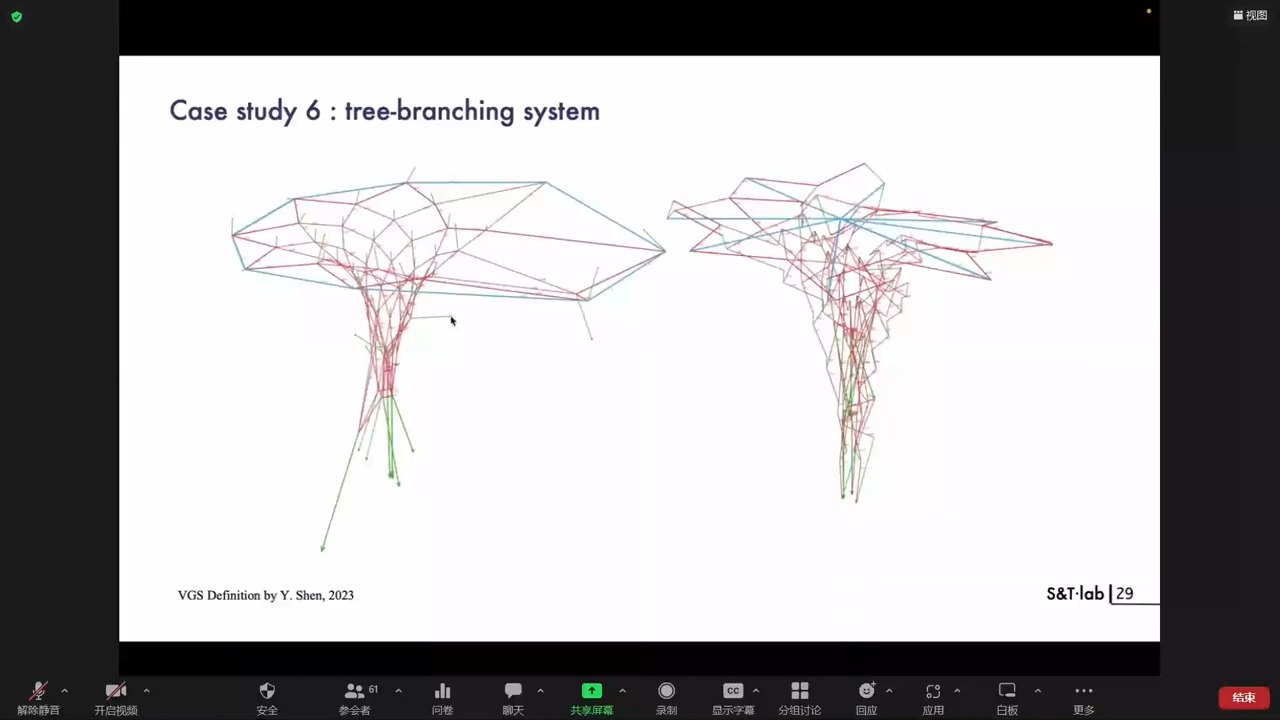 视图
Case study 6 : tree-branching system
VGS Definition by Y. Shen, 2023
S&T·lab 29
解除静音
开启视频
安全
61
参会者
问卷
聊天
共享屏幕
录制
CC
显示字幕
分组讨论
回应
应用
白板
更多
结束